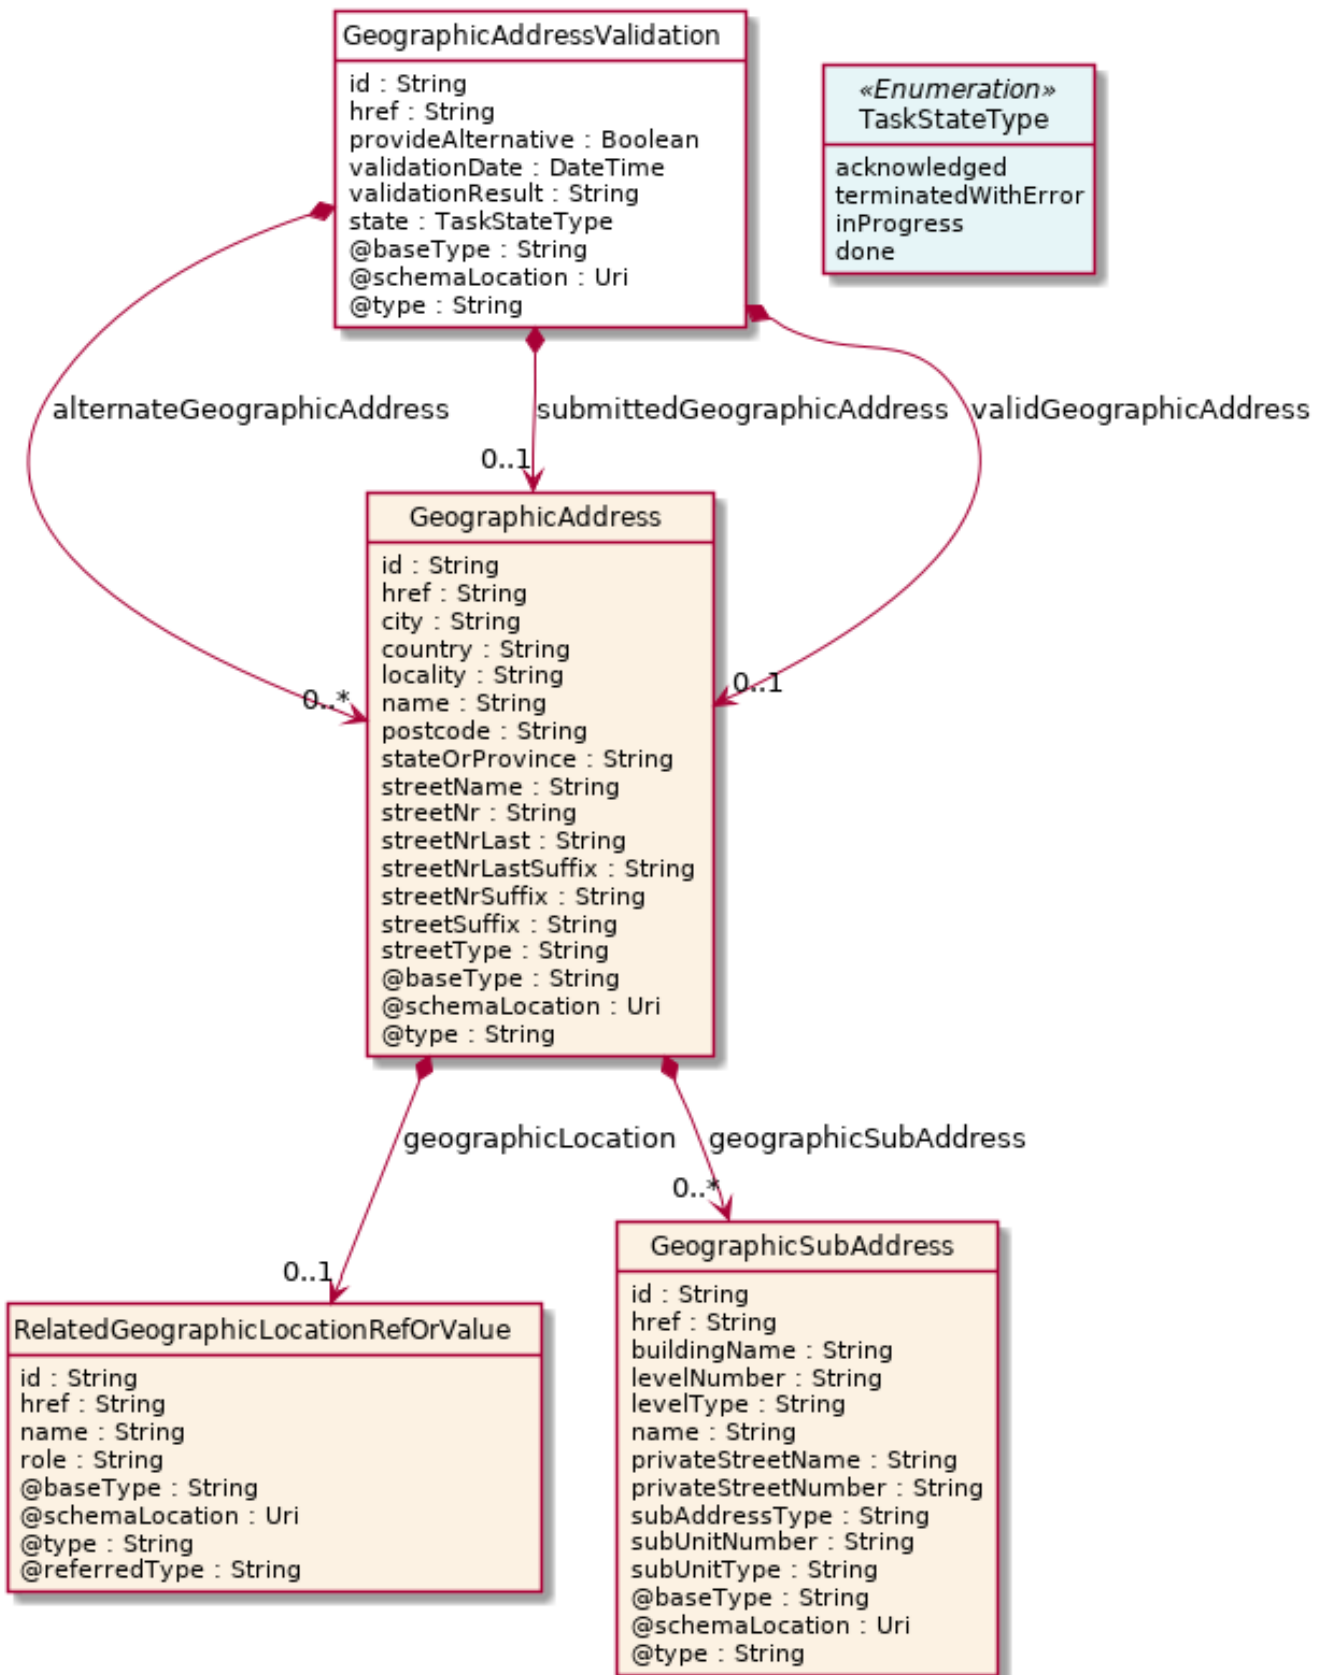 GeographicAddressValidation
id : String
href : String
provideAlternative : Boolean
validationDate : DateTime
validationResult : String
state : TaskStateType
@baseType : String
@schemaLocation : Uri
@type : String
«Enumeration»
TaskStateType
acknowledged
terminatedWithError
inProgress
done
alternateGeographicAddress
submittedGeographicAddress
validGeographicAddress
0..1
0..*
0..1
GeographicAddress
id : String
href : String
city : String
country : String
locality : String
name : String
postcode : String
stateOrProvince : String
streetName : String
streetNr : String
streetNrLast : String
streetNrLastSuffix : String
streetNrSuffix : String
streetSuffix : String
streetType : String
@baseType : String
@schemaLocation : Uri
@type : String
geographicLocation
geographicSubAddress
0..1
0..*
RelatedGeographicLocationRefOrValue
id : String
href : String
name : String
role : String
@baseType : String
@schemaLocation : Uri
@type : String
@referredType : String
GeographicSubAddress
id : String
href : String
buildingName : String
levelNumber : String
levelType : String
name : String
privateStreetName : String
privateStreetNumber : String
subAddressType : String
subUnitNumber : String
subUnitType : String
@baseType : String
@schemaLocation : Uri
@type : String